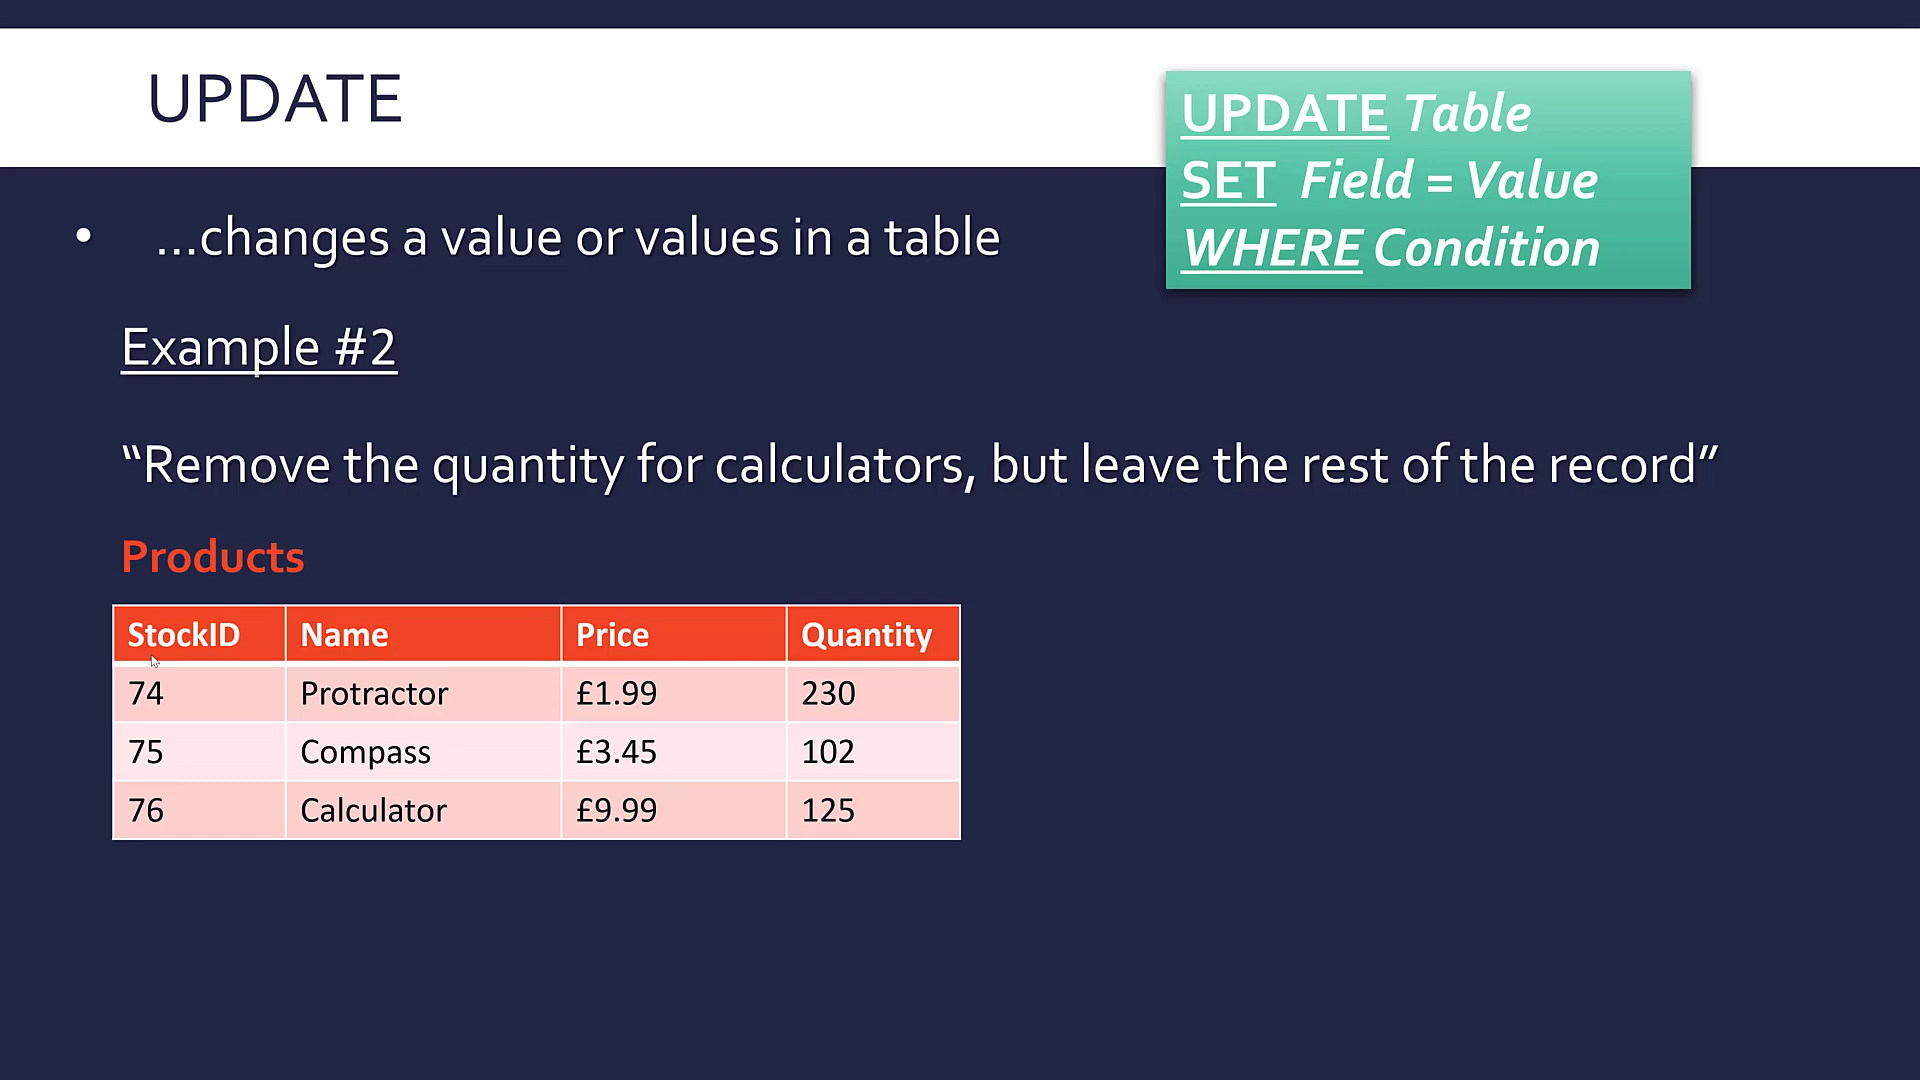 UPDATE
UPDATE Table
SET Field = Value
WHERE Condition
• ...changes a value or values in a table
Example #2
“Remove the quantity for calculators, but leave the rest of the record”
Products
StockID Name Price Quantity
74 Protractor £1.99 230
75 Compass £3.45 102
76 Calculator £9.99 125